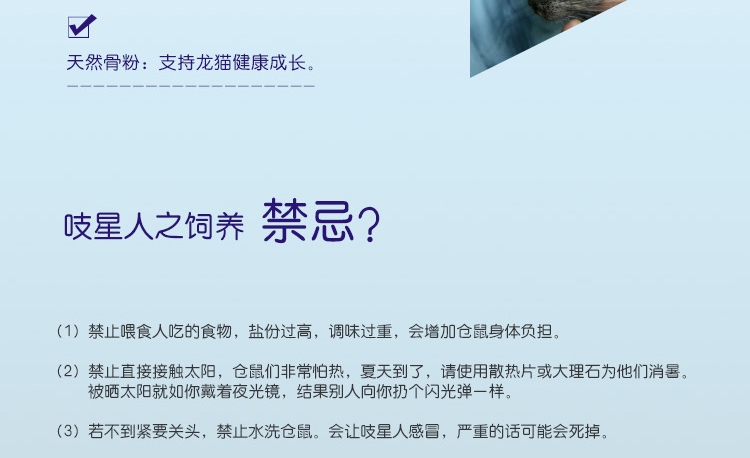 天然骨粉：支持龙猫健康成长。
吱星人之饲养 禁忌?
（1）禁止喂食人吃的食物，盐份过高，调味过重，会增加仓鼠身体负担。
（2）禁止直接接触太阳，仓鼠们非常怕热，夏天到了，请使用散热片或大理石为他们消暑。
被晒太阳就如你戴着夜光镜，结果别人向你扔个闪光弹一样。
（3）若不到紧要关头，禁止水洗仓鼠。会让吱星人感冒，严重的话可能会死掉。